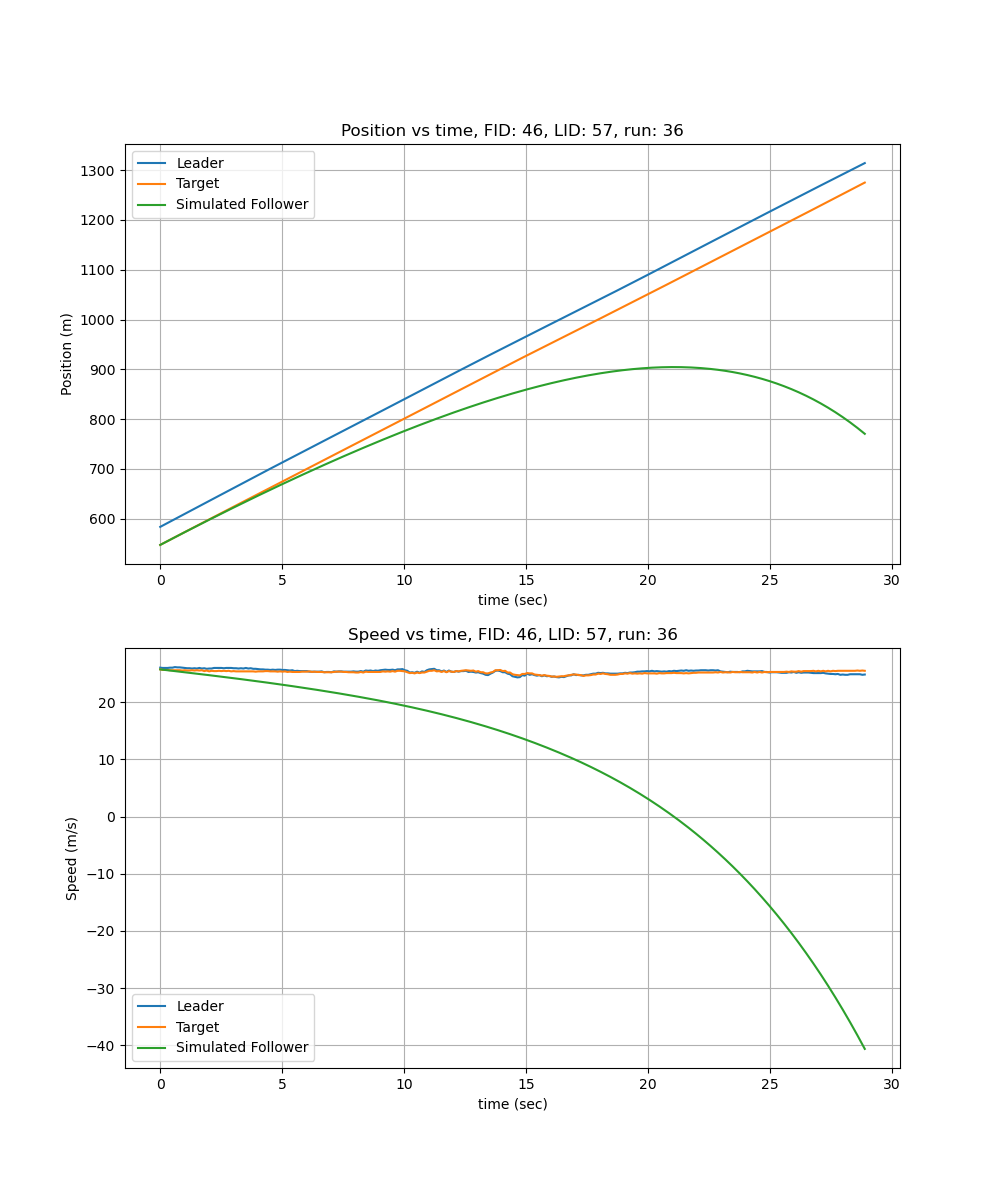 Position vs time, FID: 46, LID: 57, run: 36
Leader
Target
Simulated Follower
1300
1200
1100
1000
900
800
700
600
Position (m)
0 5 10 15 20 25 30
time (sec)
Speed vs time, FID: 46, LID: 57, run: 36
20
10
0
−10
−20
−30
−40
Speed (m/s)
Leader
Target
Simulated Follower
0 5 10 15 20 25 30
time (sec)